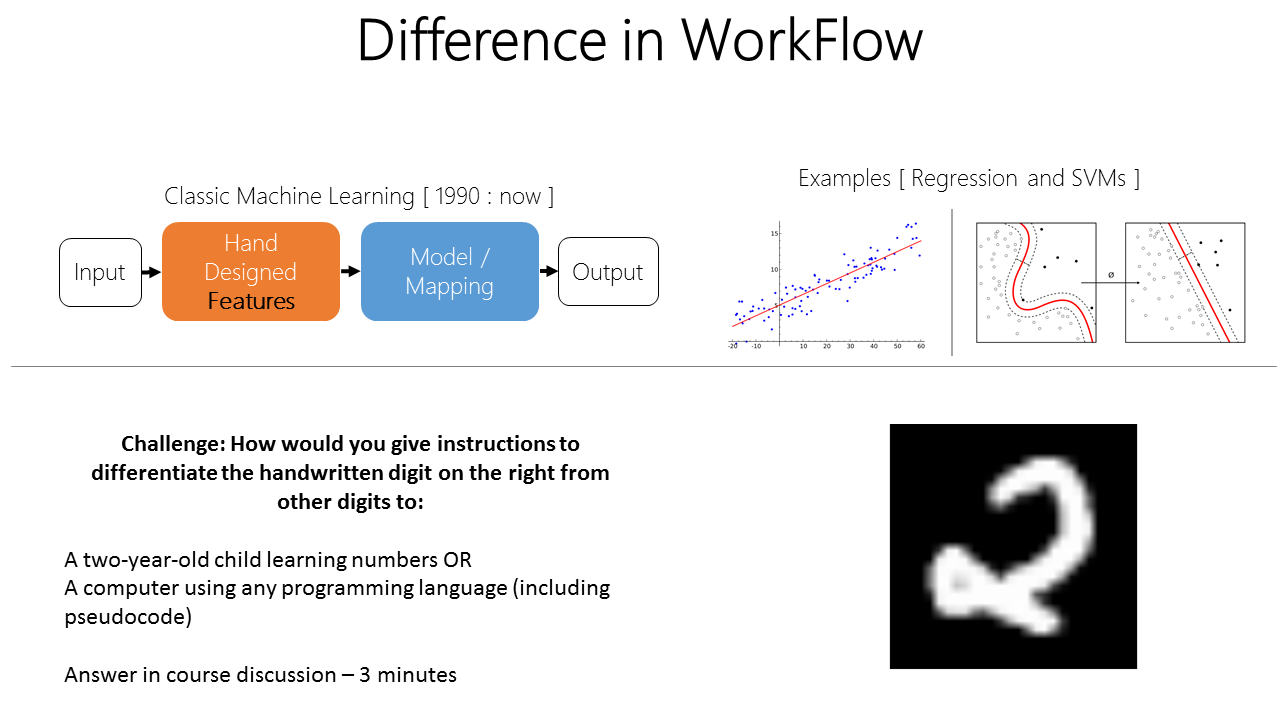 Difference in WorkFlow
Classic Machine Learning [ 1990 : now ]
Input
Hand
Designed
Features
Model /
Mapping
Output
Examples [ Regression and SVMs ]
15
10
-20
-10
10
20
30
40
50
60
ø
Challenge: How would you give instructions to
differentiate the handwritten digit on the right from
other digits to:
A two-year-old child learning numbers OR
A computer using any programming language (including
pseudocode)
Answer in course discussion – 3 minutes
2